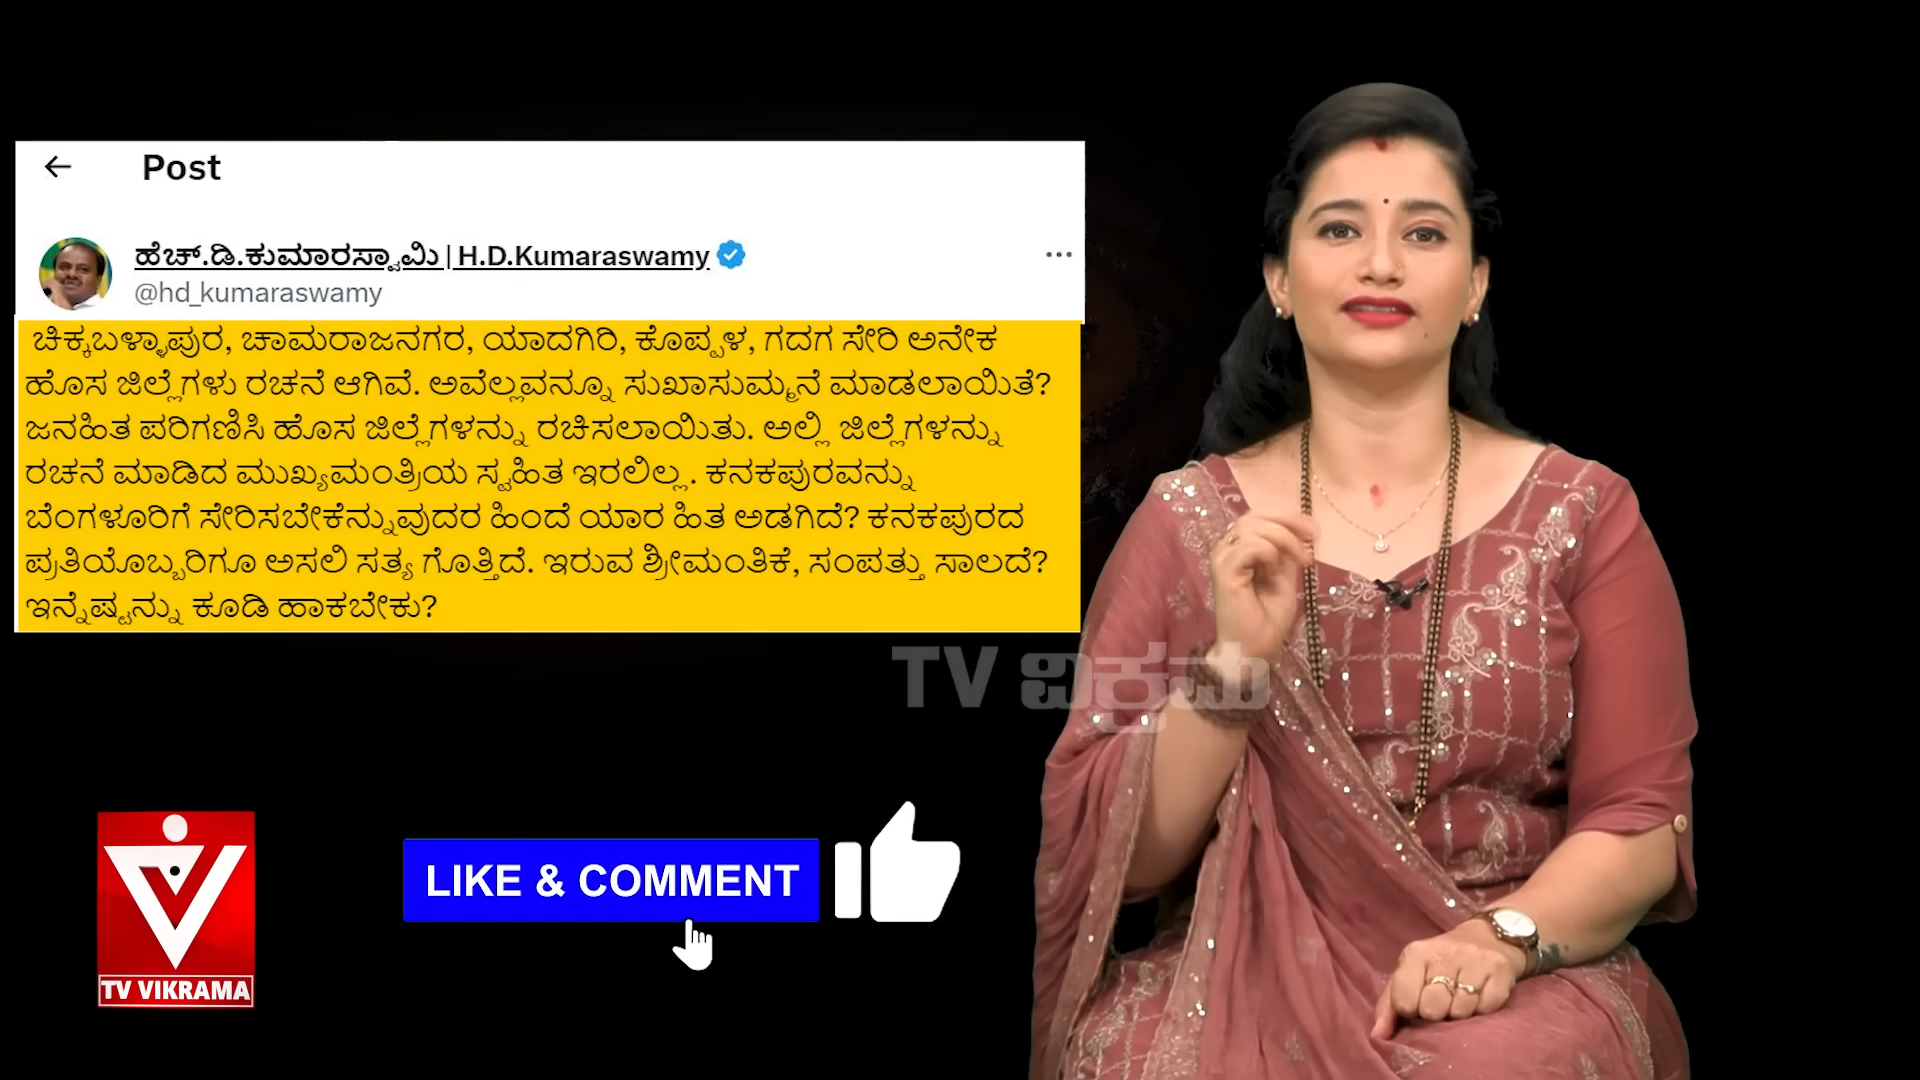 Post
ಹೆಚ್.ಡಿ.ಕುಮಾರಸ್ವಾಮಿ | H.D.Kumaraswamy
@hd_kumaraswamy
ಚಿಕ್ಕಬಳ್ಳಾಪುರ, ಚಾಮರಾಜನಗರ, ಯಾದಗಿರಿ, ಕೊಪ್ಪಳ, ಗದಗ ಸೇರಿ ಅನೇಕ
ಹೊಸ ಜಿಲ್ಲೆಗಳು ರಚನೆ ಆಗಿವೆ. ಅವೆಲ್ಲವನ್ನೂ ಸುಖಾಸುಮ್ಮನೆ ಮಾಡಲಾಯಿತೆ?
ಜನಹಿತ ಪರಿಗಣಿಸಿ ಹೊಸ ಜಿಲ್ಲೆಗಳನ್ನು ರಚಿಸಲಾಯಿತು. ಅಲ್ಲಿ ಜಿಲ್ಲೆಗಳನ್ನು
ರಚನೆ ಮಾಡಿದ ಮುಖ್ಯಮಂತ್ರಿಯ ಸ್ವಹಿತ ಇರಲಿಲ್ಲ. ಕನಕಪುರವನ್ನು
ಬೆಂಗಳೂರಿಗೆ ಸೇರಿಸಬೇಕೆನ್ನುವುದರ ಹಿಂದೆ ಯಾರ ಹಿತ ಅಡಗಿದೆ? ಕನಕಪುರದ
ಪ್ರತಿಯೊಬ್ಬರಿಗೂ ಅಸಲಿ ಸತ್ಯ ಗೊತ್ತಿದೆ. ಇರುವ ಶ್ರೀಮಂತಿಕೆ, ಸಂಪತ್ತು ಸಾಲದೆ?
ಇನ್ನೆಷ್ಟನ್ನು ಕೂಡಿ ಹಾಕಬೇಕು?
TV ವಿಕ್ರಮ
LIKE & COMMENT
TV VIKRAMA